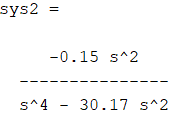 sys2 =
-0.15 s^2
---------------
s^4 - 30.17 s^2